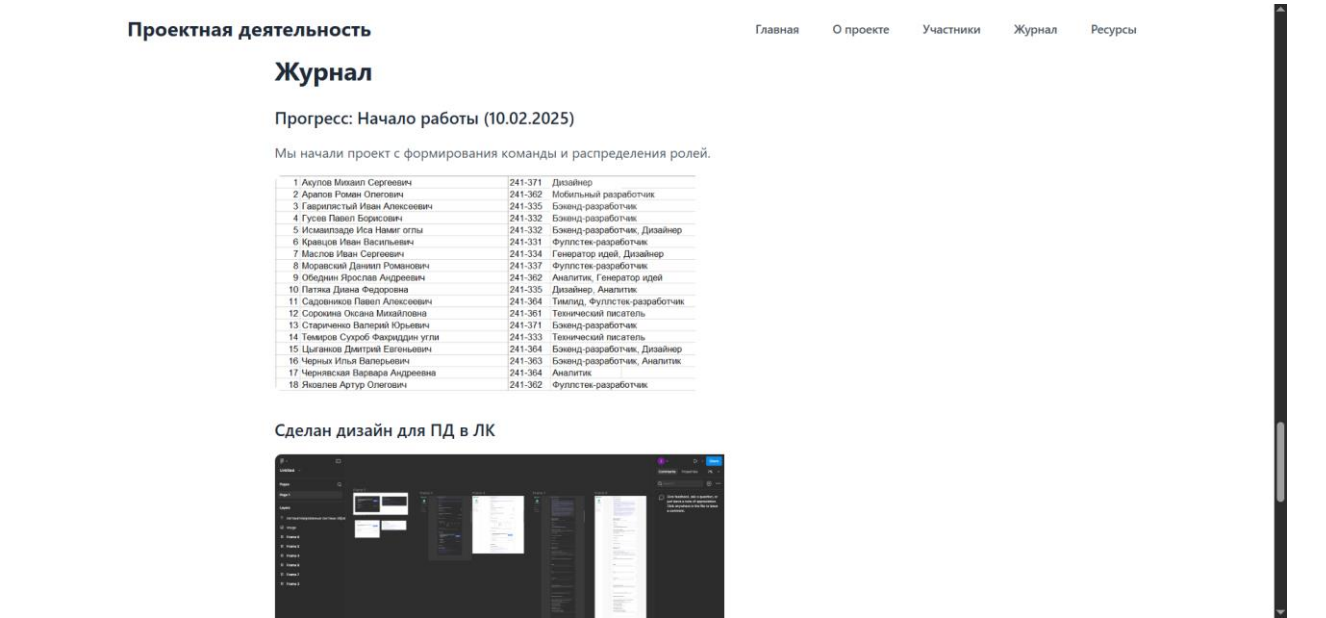 Проектная деятельность
Главная О проекте Участники Журнал Ресурсы
Журнал
Прогресс: Начало работы (10.02.2025)
Мы начали проект с формирования команды и распределения ролей.
1 Акулов Михаил Сергеевич 241-371 Дизайнер
2 Арапов Роман Олегович 241-362 Мобильный разработчик
3 Гаврилястый Иван Алексеевич 241-335 Бэкенд-разработчик
4 Гусев Павел Борисович 241-332 Бэкенд-разработчик
5 Исмаилзаде Иса Намиг оглы 241-332 Бэкенд-разработчик, Дизайнер
6 Кравцов Иван Васильевич 241-331 Фуллстек-разработчик
7 Маслов Иван Сергеевич 241-334 Генератор идей, Дизайнер
8 Моравский Даниил Романович 241-337 Фуллстек-разработчик
9 Обеднин Ярослав Андреевич 241-362 Аналитик, Генератор идей
10 Патяка Диана Федоровна 241-335 Дизайнер, Аналитик
11 Садовников Павел Алексеевич 241-364 Тимлид, Фуллстек-разработчик
12 Сорокина Оксана Михайловна 241-361 Технический писатель
13 Стариченко Валерий Юрьевич 241-371 Бэкенд-разработчик
14 Темиров Сухроб Фахриддин угли 241-333 Технический писатель
15 Цыганков Дмитрий Евгеньевич 241-364 Бэкенд-разработчик, Дизайнер
16 Черных Илья Валерьевич 241-363 Бэкенд-разработчик, Аналитик
17 Чернявская Варвара Андреевна 241-364 Аналитик
18 Яковлев Артур Олегович 241-362 Фуллстек-разработчик
Сделан дизайн для ПД в ЛК
Pages
Page 1
Layers